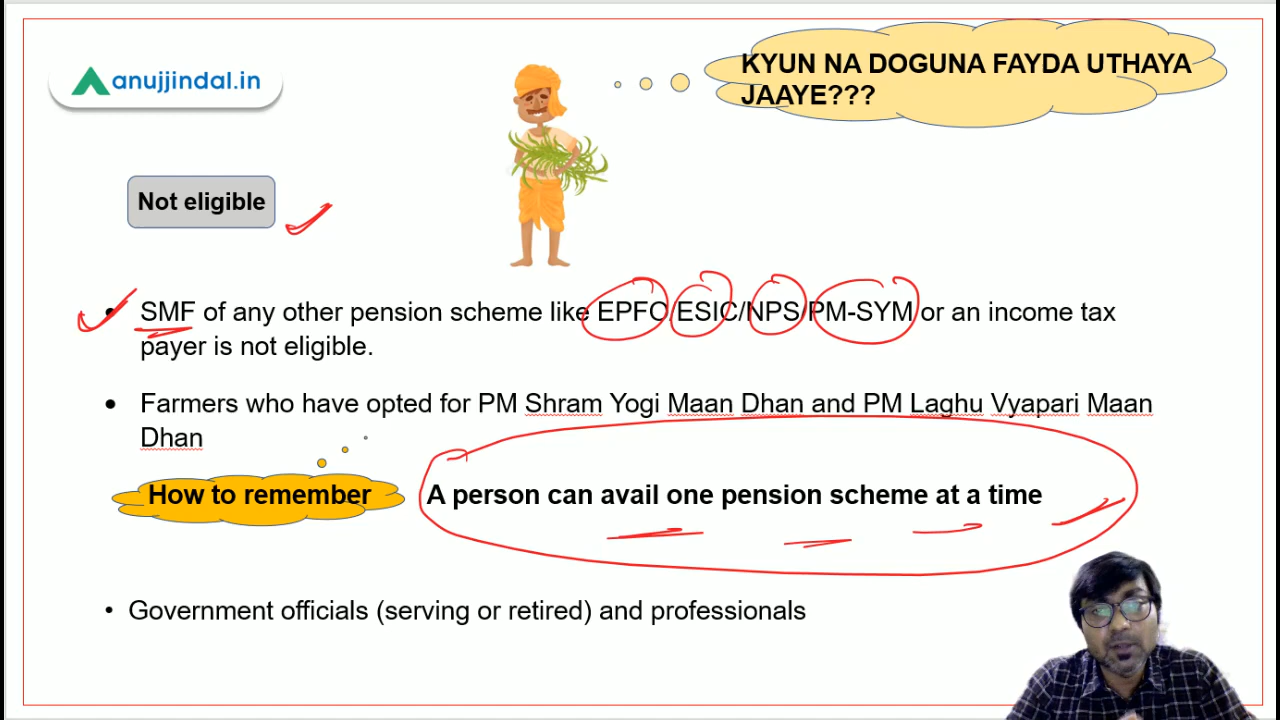 anujjindal.in
KYUN NA DOGUNA FAYDA UTHAYA
JAAYE???
Not eligible
• SMF of any other pension scheme like EPFO/ESIC/NPS/PM-SYM or an income tax
payer is not eligible.
• Farmers who have opted for PM Shram Yogi Maan Dhan and PM Laghu Vyapari Maan
Dhan
How to remember
A person can avail one pension scheme at a time
• Government officials (serving or retired) and professionals